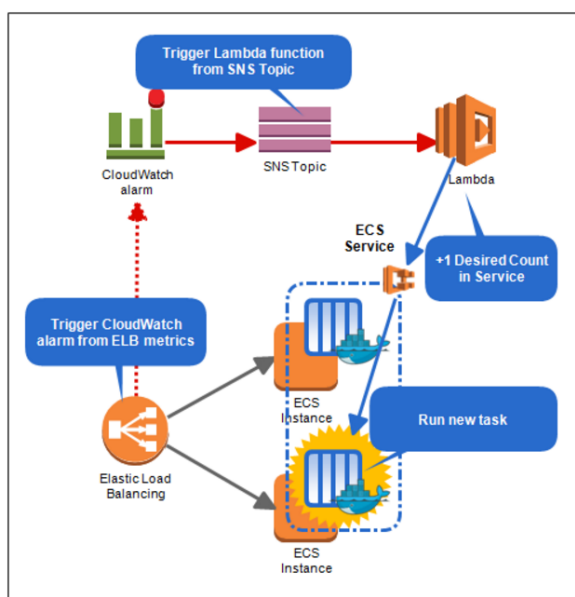 Trigger Lambda function
from SNS Topic
CloudWatch
alarm
SNS Topic
Lambda
ECS
Service
+1 Desired Count
in Service
Trigger CloudWatch
alarm from ELB metrics
ECS
Instance
Run new task
Elastic Load
Balancing
ECS
Instance